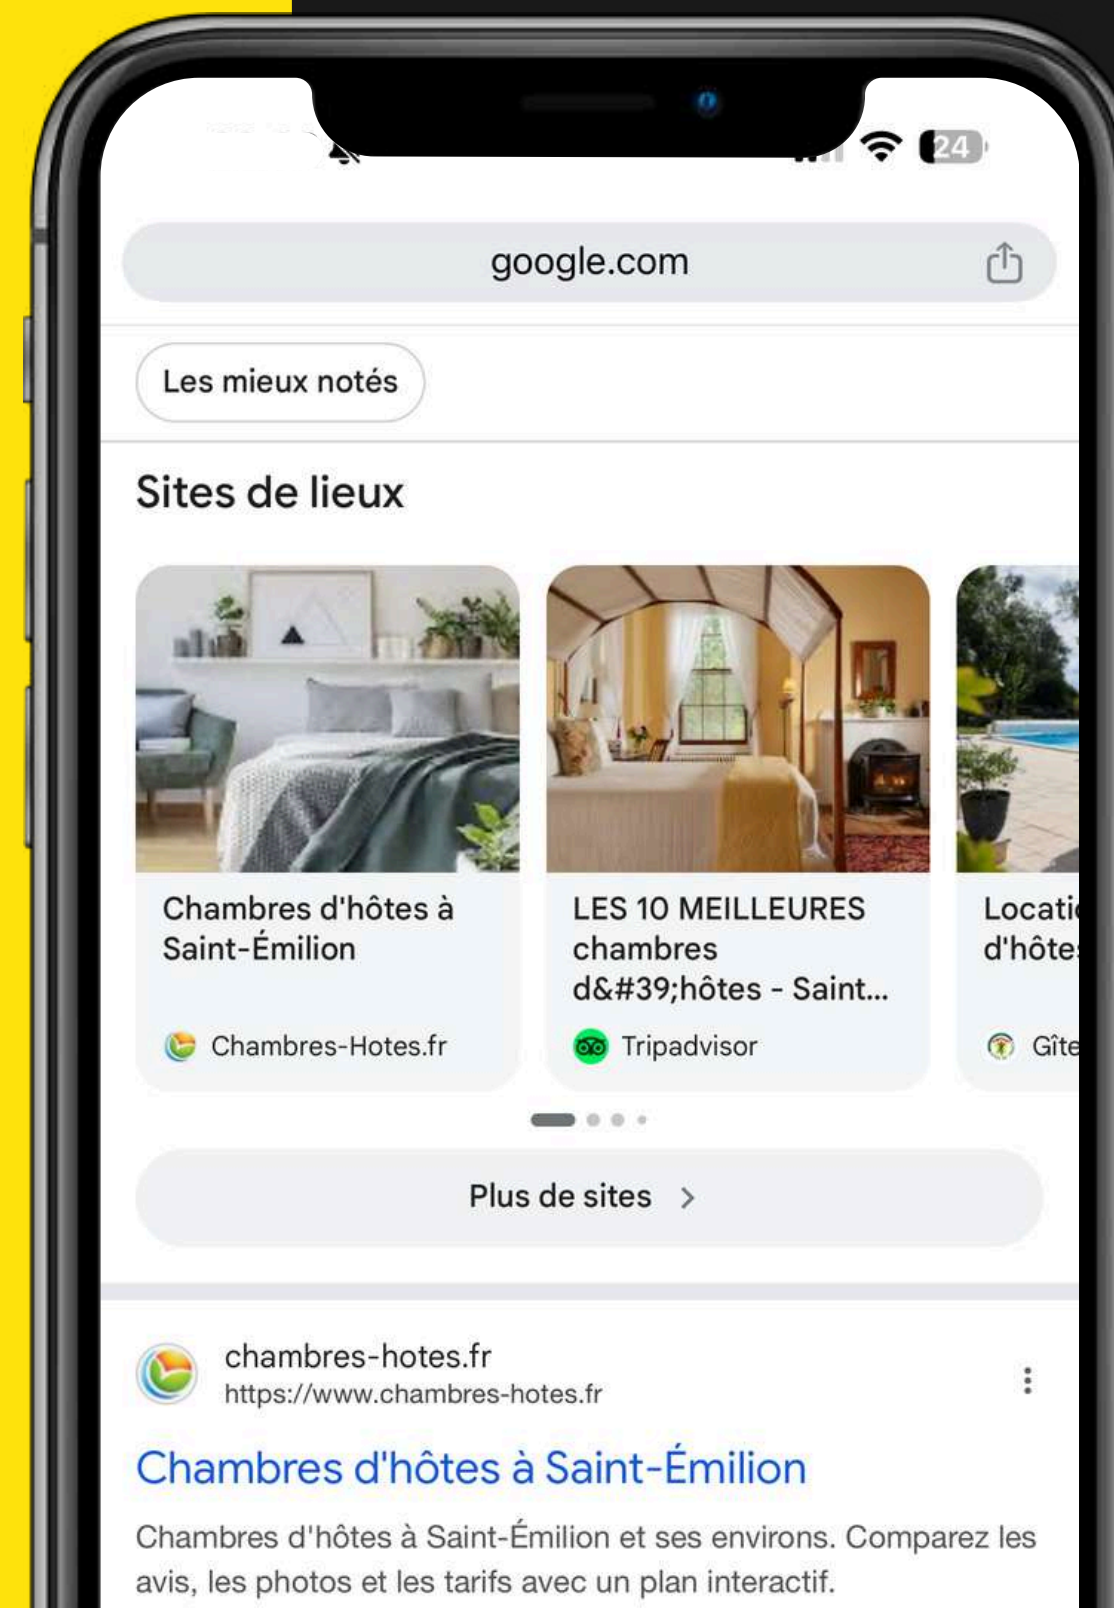 24
google.com
Les mieux notés
Sites de lieux
Chambres d'hôtes à
Saint-Émilion
Chambres-Hotes.fr
LES 10 MEILLEURES
chambres
d&#39;hôtes - Saint...
Tripadvisor
d'hôte
Gîte
Plus de sites
chambres-hotes.fr
https://www.chambres-hotes.fr
Chambres d'hôtes à Saint-Émilion
Chambres d'hôtes à Saint-Émilion et ses environs. Comparez les
avis, les photos et les tarifs avec un plan interactif.